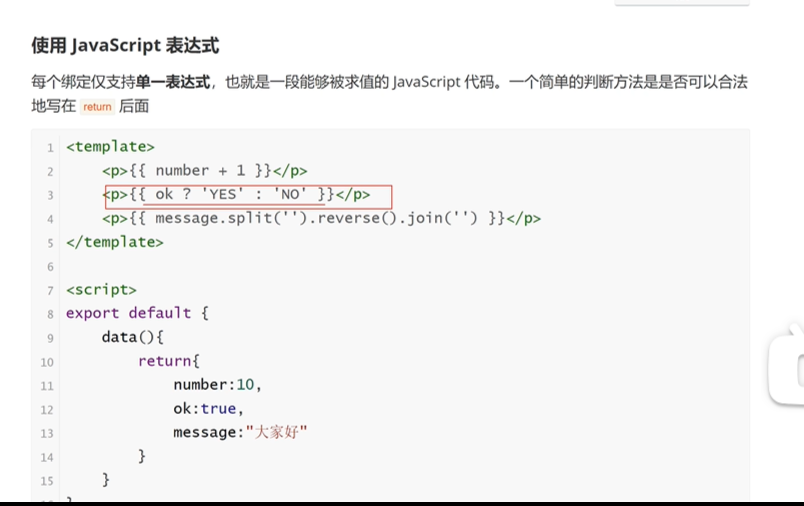 使用 JavaScript 表达式
每个绑定仅支持单一表达式，也就是一段能够被求值的 JavaScript 代码。一个简单的判断方法是是否可以合法
地写在 return 后面
1 <template>
2     <p>{{ number + 1 }}</p>
3     <p>{{ ok ? 'YES' : 'NO' }}</p>
4     <p>{{ message.split('').reverse().join('') }}</p>
5 </template>
6
7 <script>
8 export default {
9     data(){
10         return{
11             number:10,
12             ok:true,
13             message:"大家好"
14         }
15     }